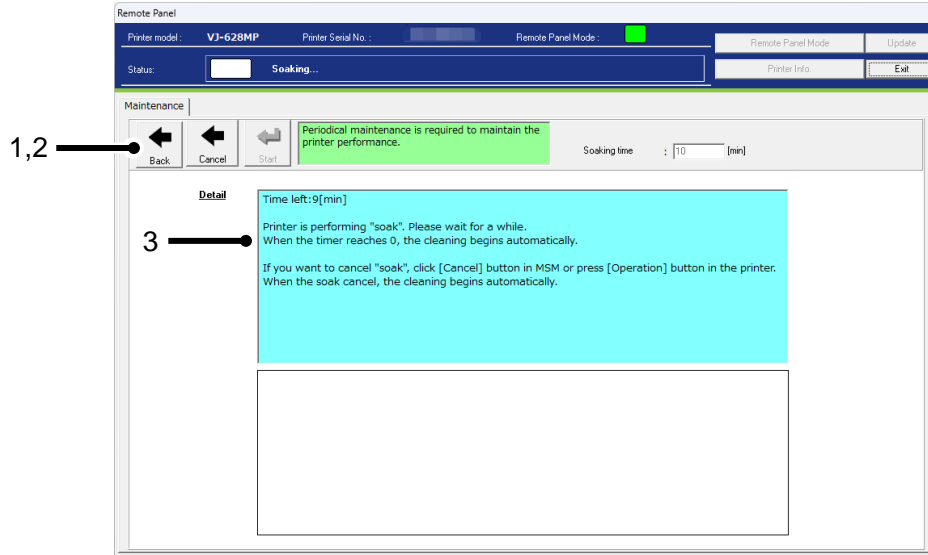 Remote Panel
Printer model : VJ-628MP Printer Serial No. : Remote Panel Mode :
Remote Panel Mode Update
Status: Soaking...
Printer Info. Exit
Maintenance
1,2
Back Cancel Start
Periodical maintenance is required to maintain the
printer performance.
Soaking time : 10 [min]
Detail
3
Time left:9[min]
Printer is performing "soak". Please wait for a while.
When the timer reaches 0, the cleaning begins automatically.
If you want to cancel "soak", click [Cancel] button in MSM or press [Operation] button in the printer.
When the soak cancel, the cleaning begins automatically.